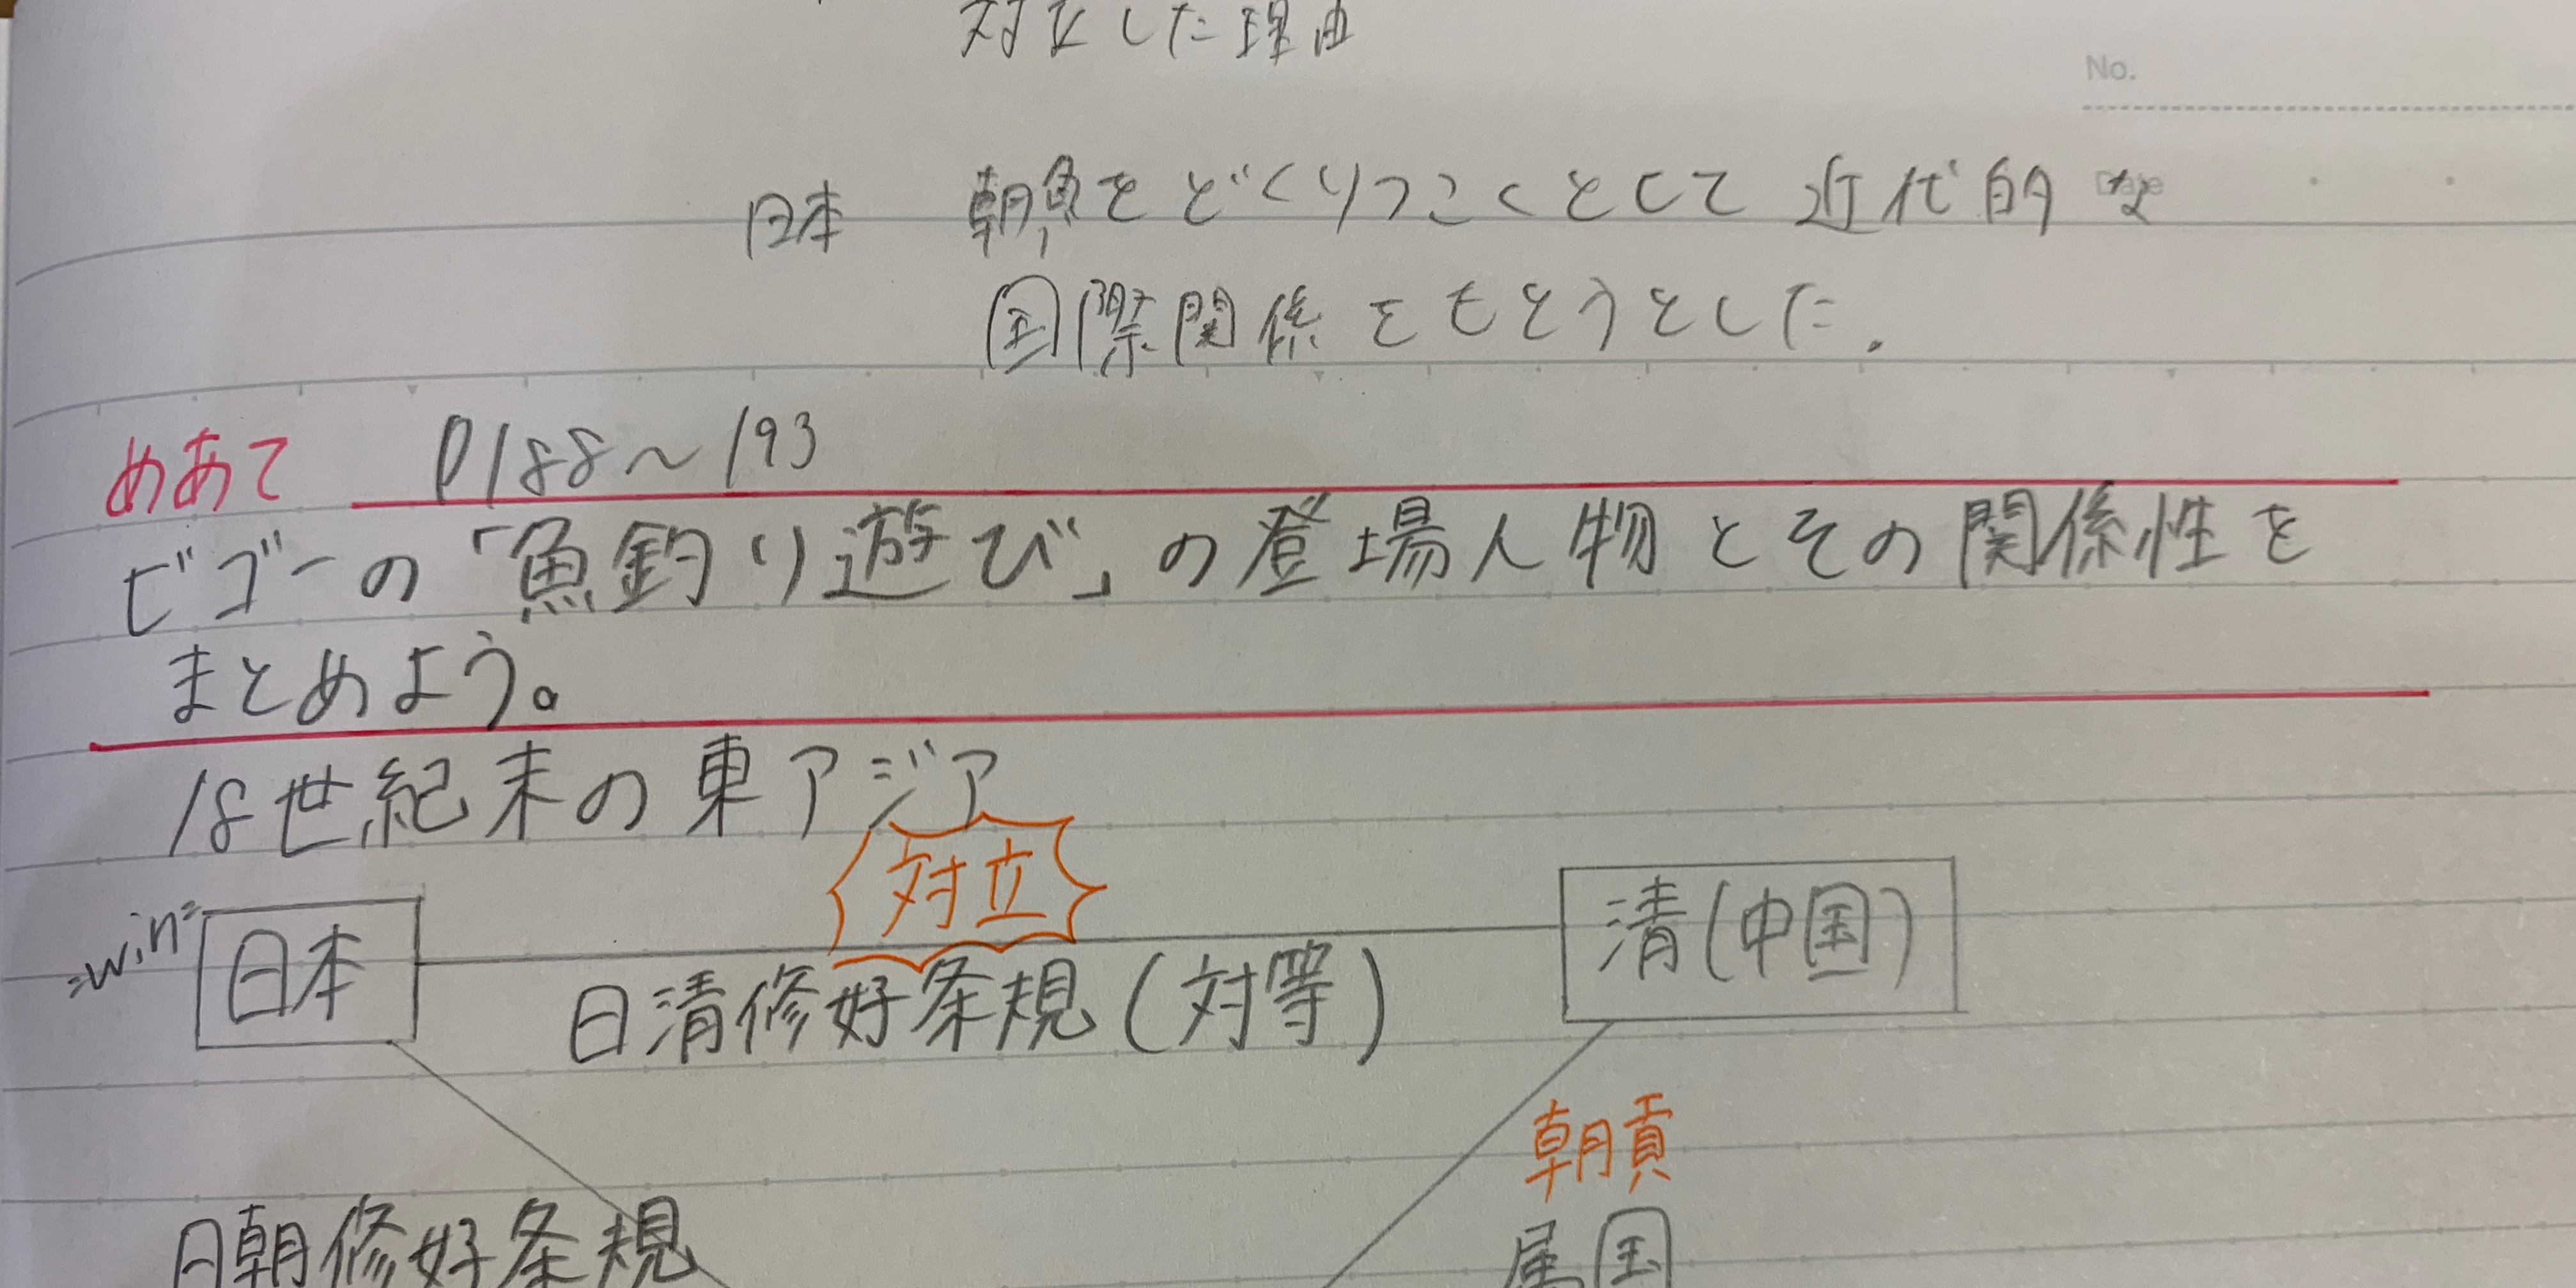 対立した理由
No.
日本 朝鮮をどくりつこくとして近代的な
Date
国際関係をもとうとした.
めあて P188〜193
ビゴーの「魚釣り遊び」の登場人物とその関係性を
まとめよう。
18世紀末の東アジア
対立
=win=
日本
清(中国)
日清修好条規(対等)
朝貢
日朝修好条規
属国